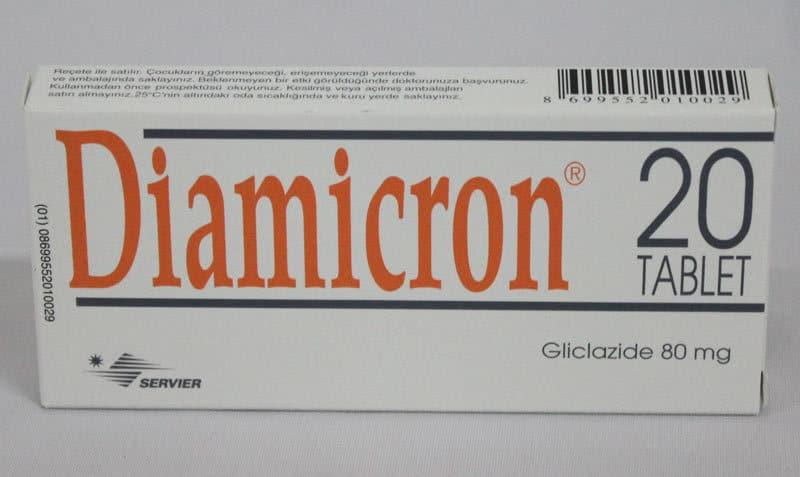 Reçete ile satılır. Çocukların göremeyeceği, erişemeyeceği yerlerde
ve ambalajında saklayınız. Beklenmeyen bir etki görüldüğünde doktorunuza başvurunuz.
Kullanmadan önce prospektüsü okuyunuz. Kesilmiş veya açılmış ambalajları
satın almayınız. 25°C'nin altındaki oda sıcaklığında ve kuru yerde saklayınız.
8 699552 010029
(01) 08699552010029
Diamicron®
20
TABLET
Gliclazide 80 mg
SERVIER